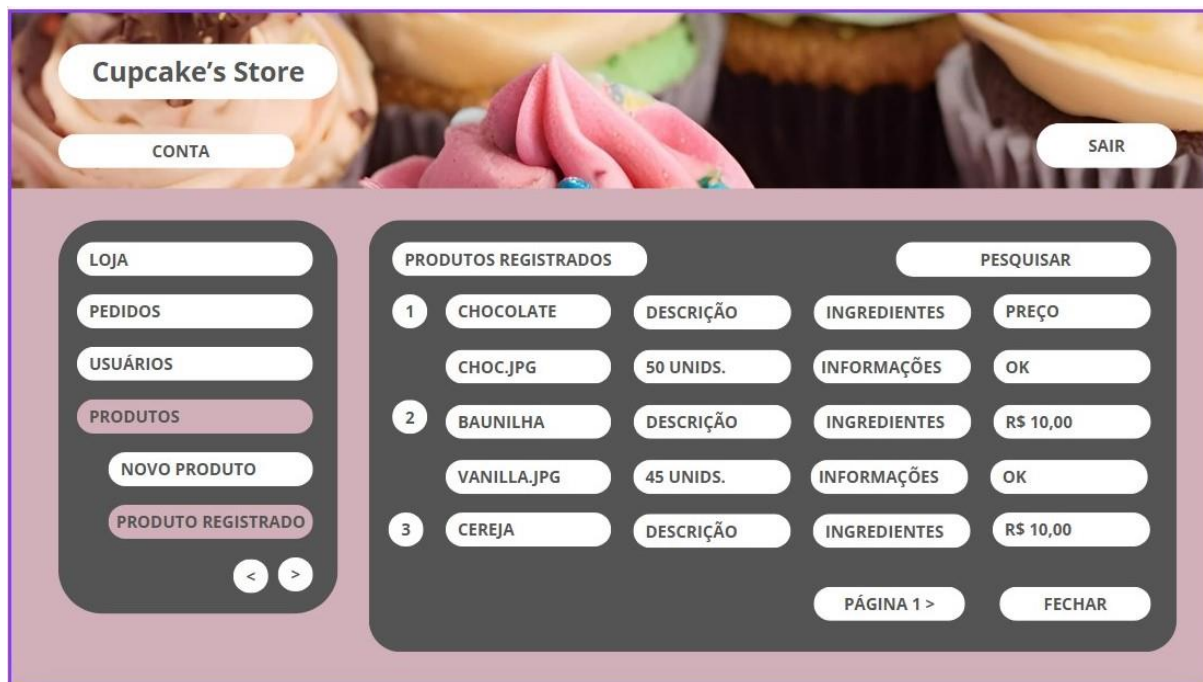 Cupcake's Store
CONTA
SAIR
LOJA
PEDIDOS
USUÁRIOS
PRODUTOS
NOVO PRODUTO
PRODUTO REGISTRADO
< >
PRODUTOS REGISTRADOS PESQUISAR
1 CHOCOLATE DESCRIÇÃO INGREDIENTES PREÇO
CHOC.JPG 50 UNIDS. INFORMAÇÕES OK
2 BAUNILHA DESCRIÇÃO INGREDIENTES R$ 10,00
VANILLA.JPG 45 UNIDS. INFORMAÇÕES OK
3 CEREJA DESCRIÇÃO INGREDIENTES R$ 10,00
PÁGINA 1 > FECHAR